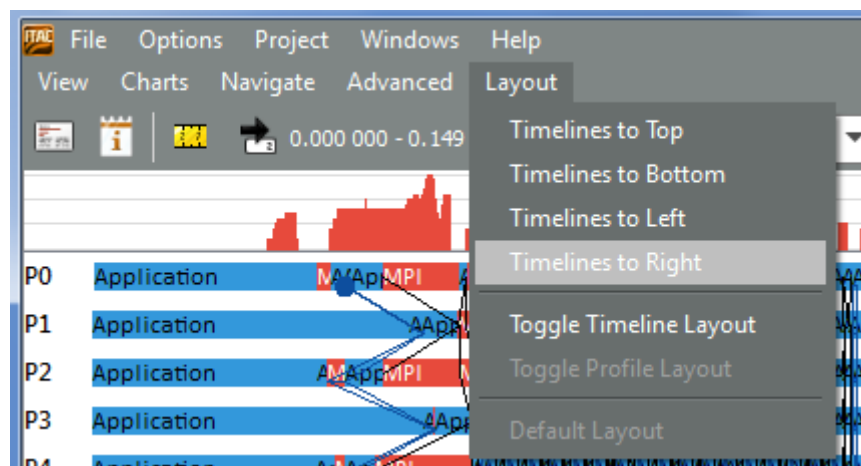 ITAC File Options Project Windows Help
View Charts Navigate Advanced Layout
0.000 000 - 0.149
Timelines to Top
Timelines to Bottom
Timelines to Left
Timelines to Right
Toggle Timeline Layout
Toggle Profile Layout
Default Layout
P0 Application MPI
P1 Application
P2 Application MPI
P3 Application
P4 Application